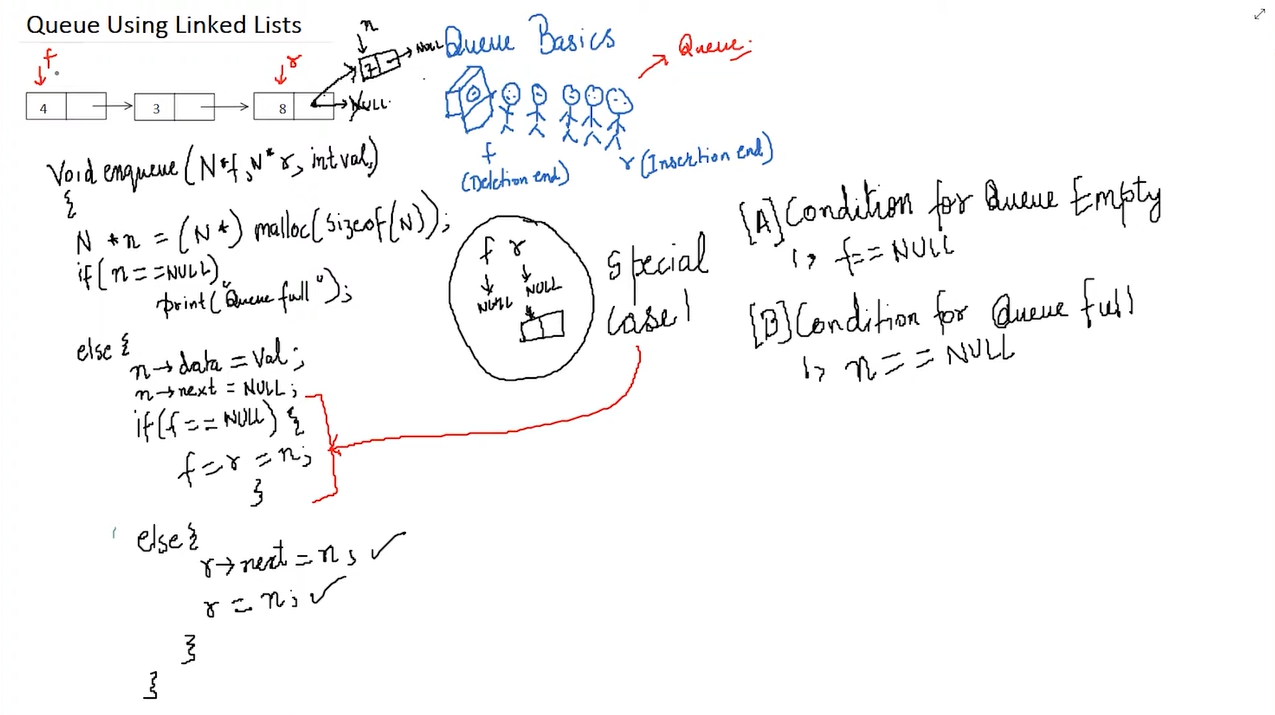 Queue Using Linked Lists
f
r
n
4
3
8
7
NULL
NULL
Queue Basics
Queue.
f
(Deletion end)
r (Insertion end)
void enqueue(N*f, N* r, int val)
{
N *n = (N*) malloc(sizeof(N));
if(n==NULL)
print("Queue full");
else{
n→data = val;
n→next = NULL;
if(f==NULL) {
f=r=n;
}
else{
r→next=n;
r=n;
}
}
f r
NULL NULL
Special
Case 1
[A] Condition for Queue Empty
f==NULL
[B] Condition for Queue full
n==NULL